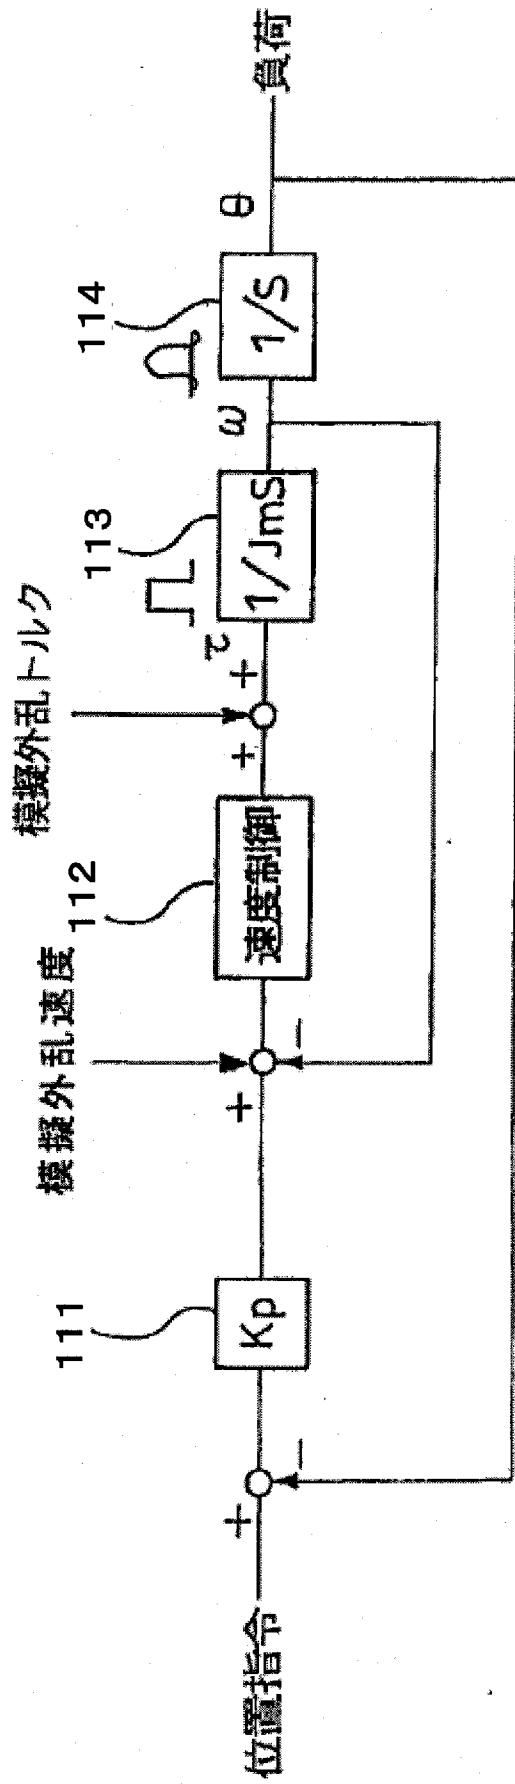 模擬外乱速度
模擬外乱トルク
111
112
113
114
位置指令
+
−
Kp
+
−
速度制御
+
+
2
1/JmS
ω
1/S
θ
負荷